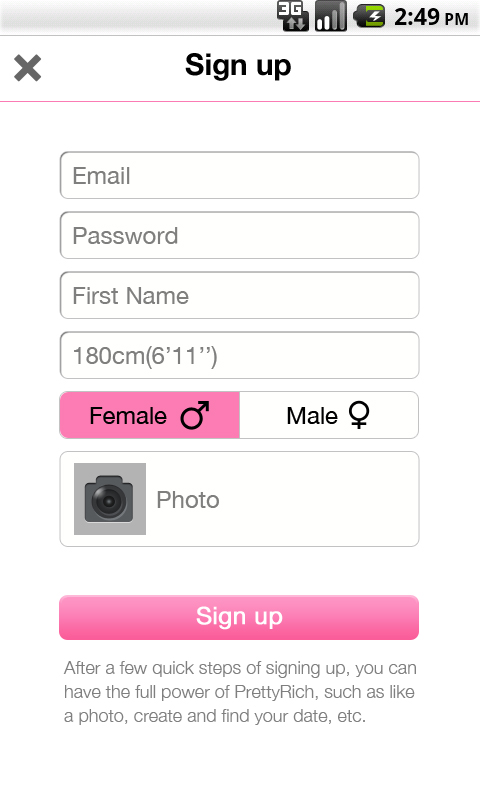 3G 2:49 PM
Sign up
Email
Password
First Name
180cm(6’11’’)
Female ♂ Male ♀
Photo
Sign up
After a few quick steps of signing up, you can
have the full power of PrettyRich, such as like
a photo, create and find your date, etc.